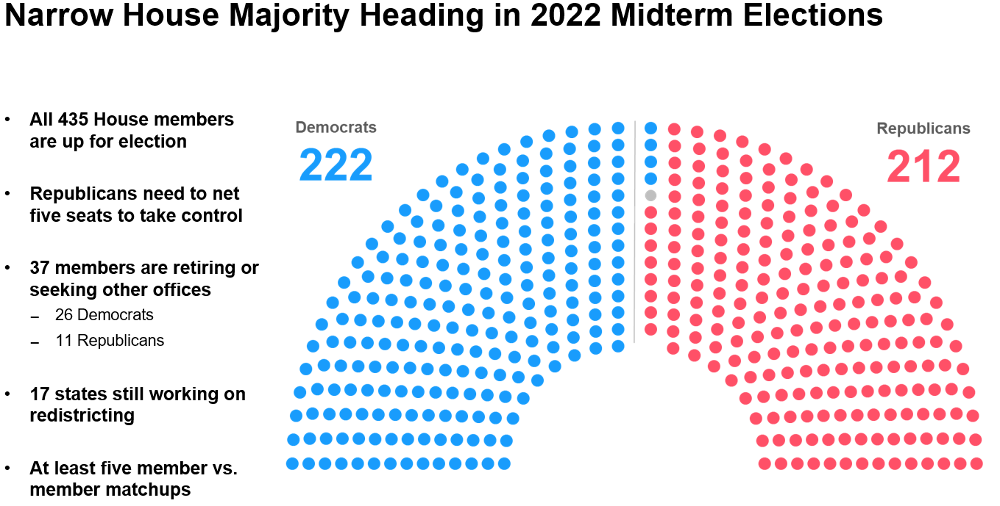 Narrow House Majority Heading in 2022 Midterm Elections
• All 435 House members
are up for election
• Republicans need to net
five seats to take control
• 37 members are retiring or
seeking other offices
– 26 Democrats
– 11 Republicans
• 17 states still working on
redistricting
• At least five member vs.
member matchups
Democrats
222
Republicans
212